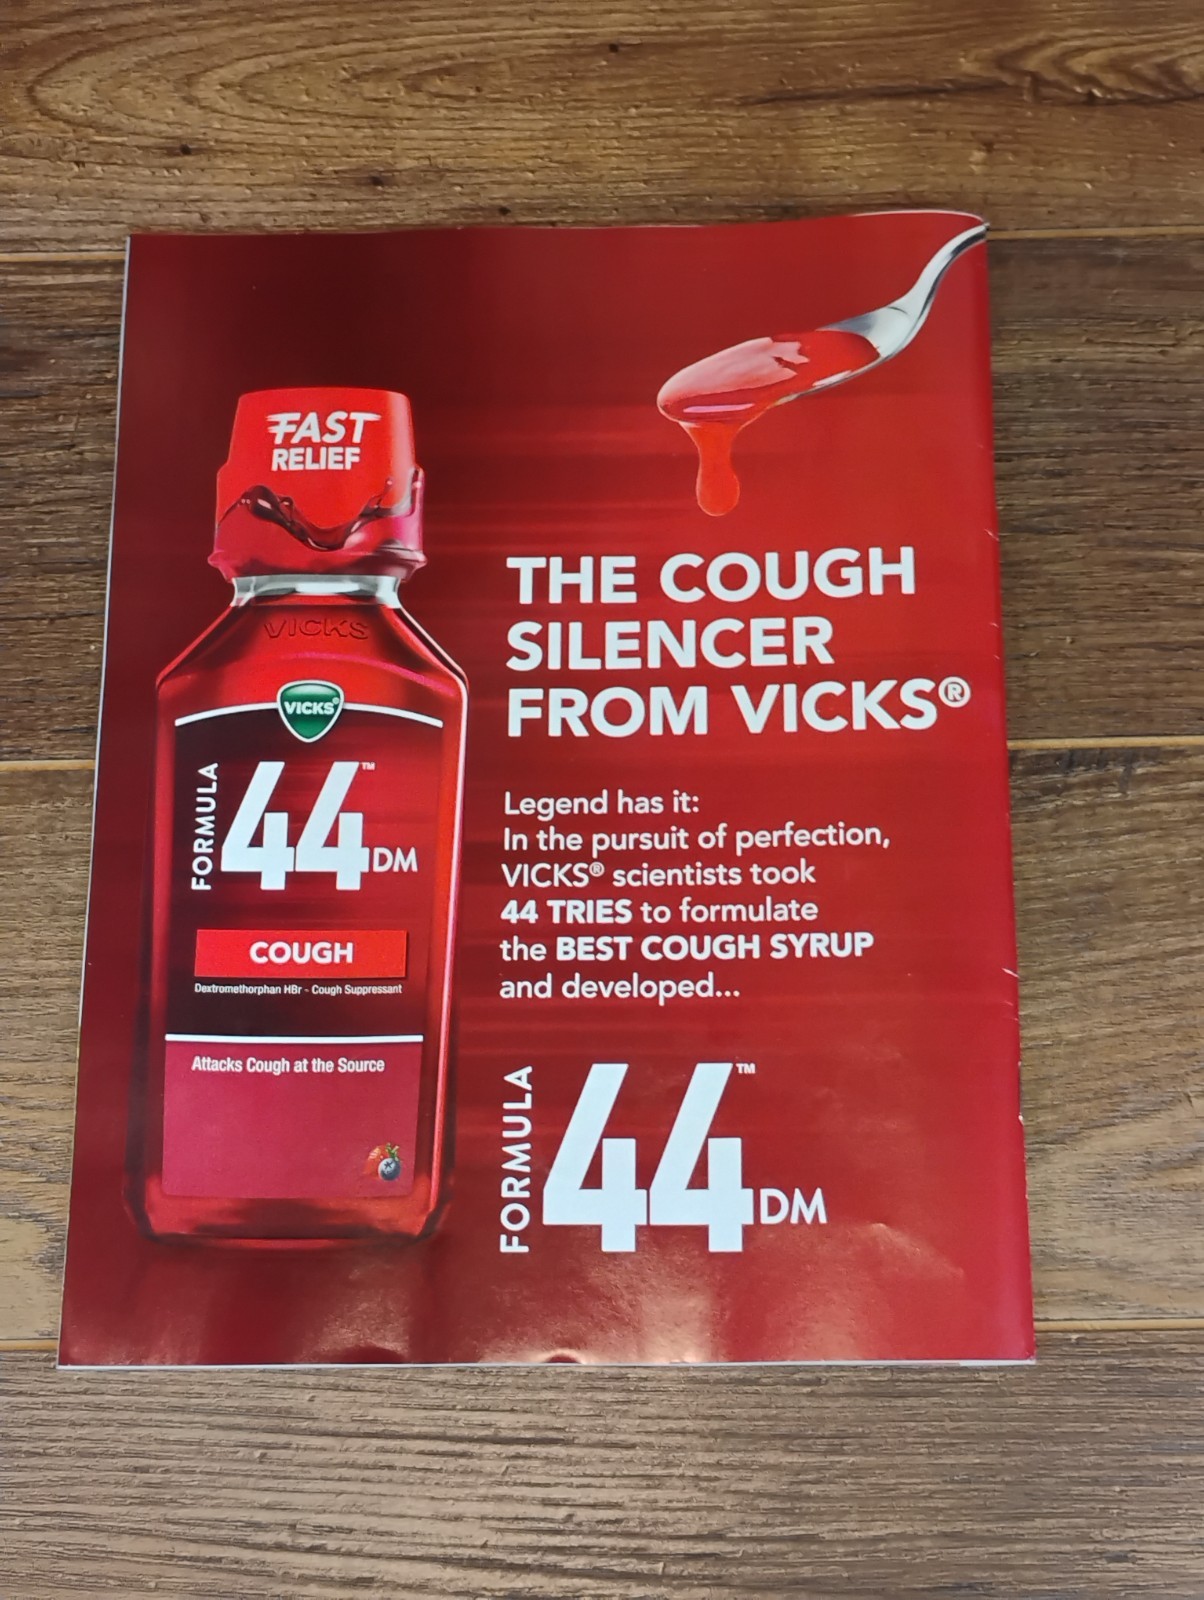 FAST
RELIEF
VICKS
VICKS®
FORMULA
44™
DM
COUGH
Dextromethorphan HBr - Cough Suppressant
Attacks Cough at the Source
THE COUGH
SILENCER
FROM VICKS®
Legend has it:
In the pursuit of perfection,
VICKS® scientists took
44 TRIES to formulate
the BEST COUGH SYRUP
and developed...
FORMULA
44™
DM